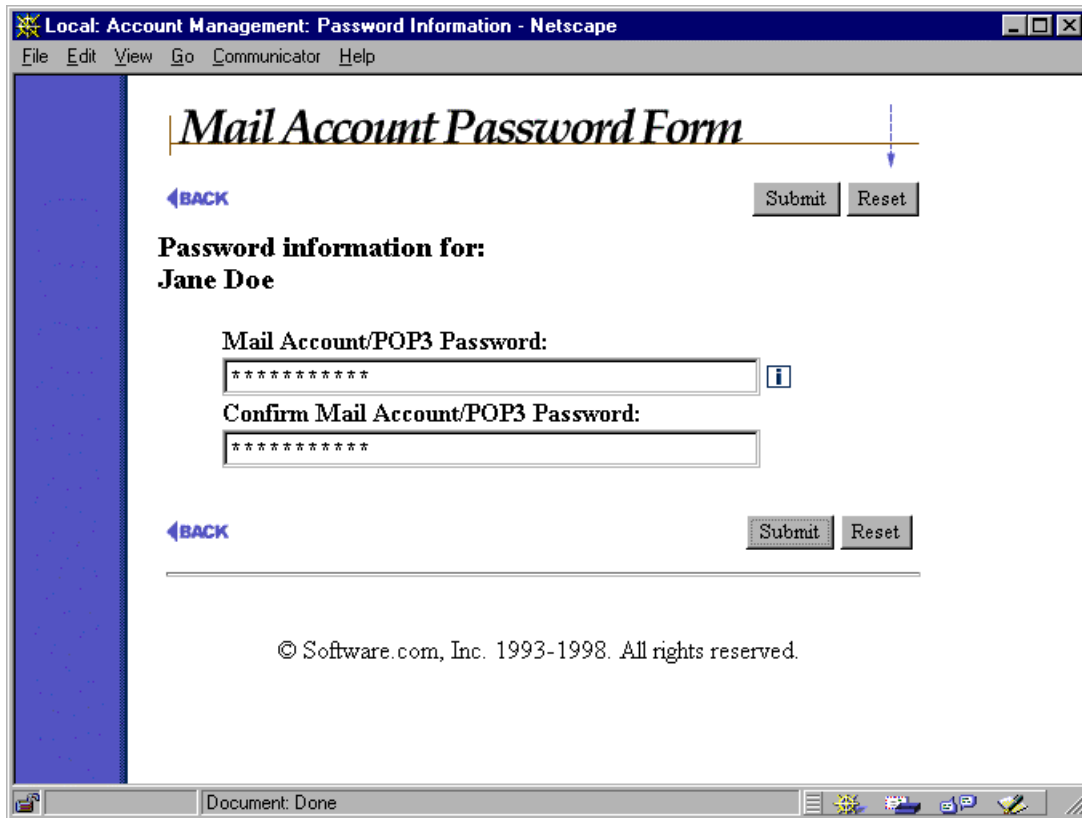 Local: Account Management: Password Information - Netscape
File Edit View Go Communicator Help
Mail Account Password Form
BACK Submit Reset
Password information for:
Jane Doe
Mail Account/POP3 Password:
*********** i
Confirm Mail Account/POP3 Password:
***********
BACK Submit Reset
© Software.com, Inc. 1993-1998. All rights reserved.
Document: Done